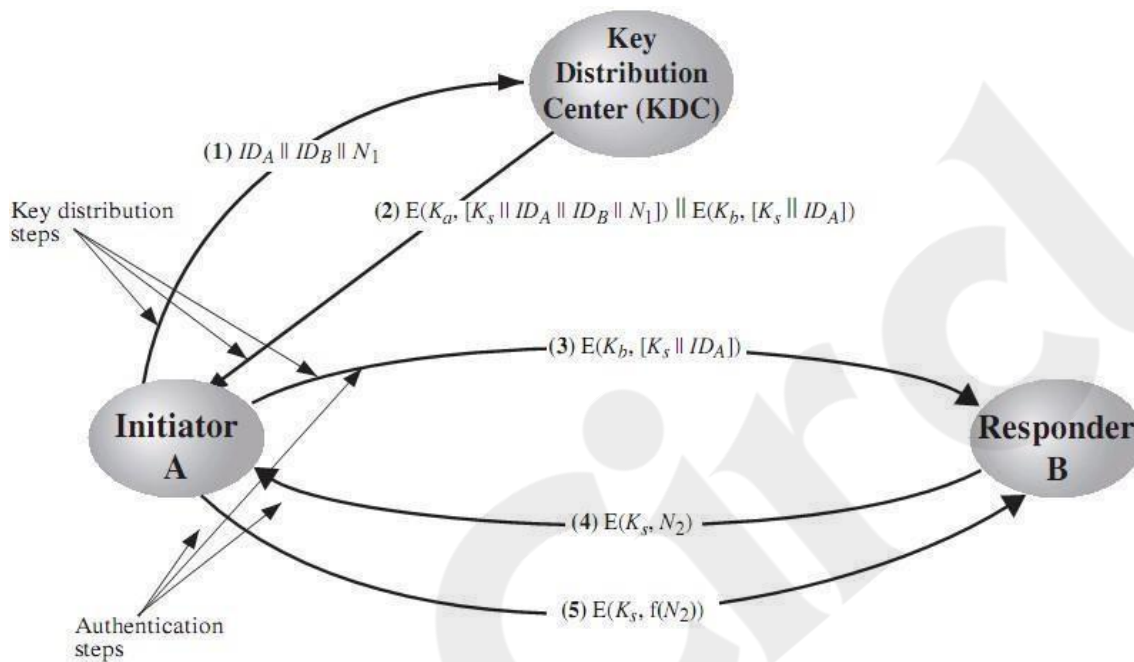 Key
Distribution
Center (KDC)
(1) ID_A || ID_B || N_1
(2) E(K_a, [K_s || ID_A || ID_B || N_1]) || E(K_b, [K_s || ID_A])
Key distribution
steps
(3) E(K_b, [K_s || ID_A])
Initiator
A
Responder
B
(4) E(K_s, N_2)
(5) E(K_s, f(N_2))
Authentication
steps
Circl